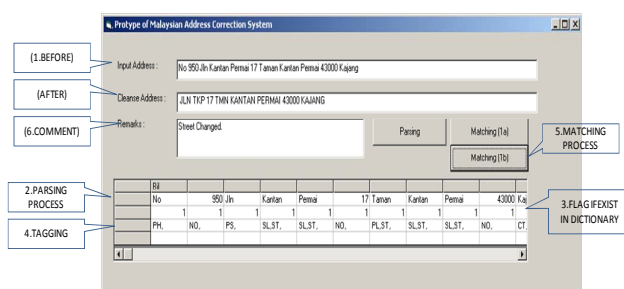 Protype of Malaysian Address Correction System
(1.BEFORE)
Input Address :
No 950 Jln Kantan Permai 17 Taman Kantan Permai 43000 Kajang
(AFTER)
Cleanse Address :
JLN TKP 17 TMN KANTAN PERMAI 43000 KAJANG
(6.COMMENT)
Remarks :
Street Changed.
Parsing
Matching (1a)
Matching (1b)
5.MATCHING
PROCESS
2.PARSING
PROCESS
Bil
No 950 Jln Kantan Permai 17 Taman Kantan Permai 43000 Kaj
1 1 1 1 1 1 1 1 1
3.FLAG IF EXIST
IN DICTIONARY
4.TAGGING
PH, NO, PS, SL,ST, SL,ST, NO, PL,ST, SL,ST, SL,ST, NO, CT,